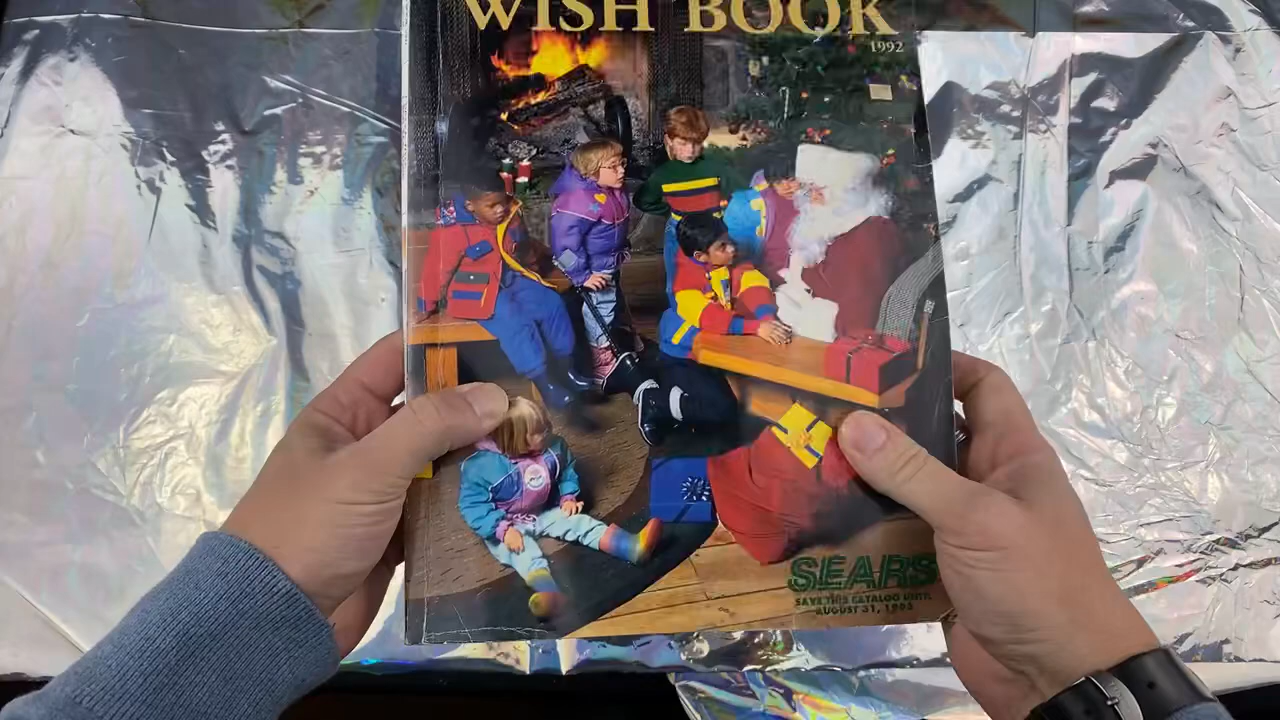 WISH BOOK
1992
SEARS
SAVE THIS CATALOG UNTIL
AUGUST 31, 1993